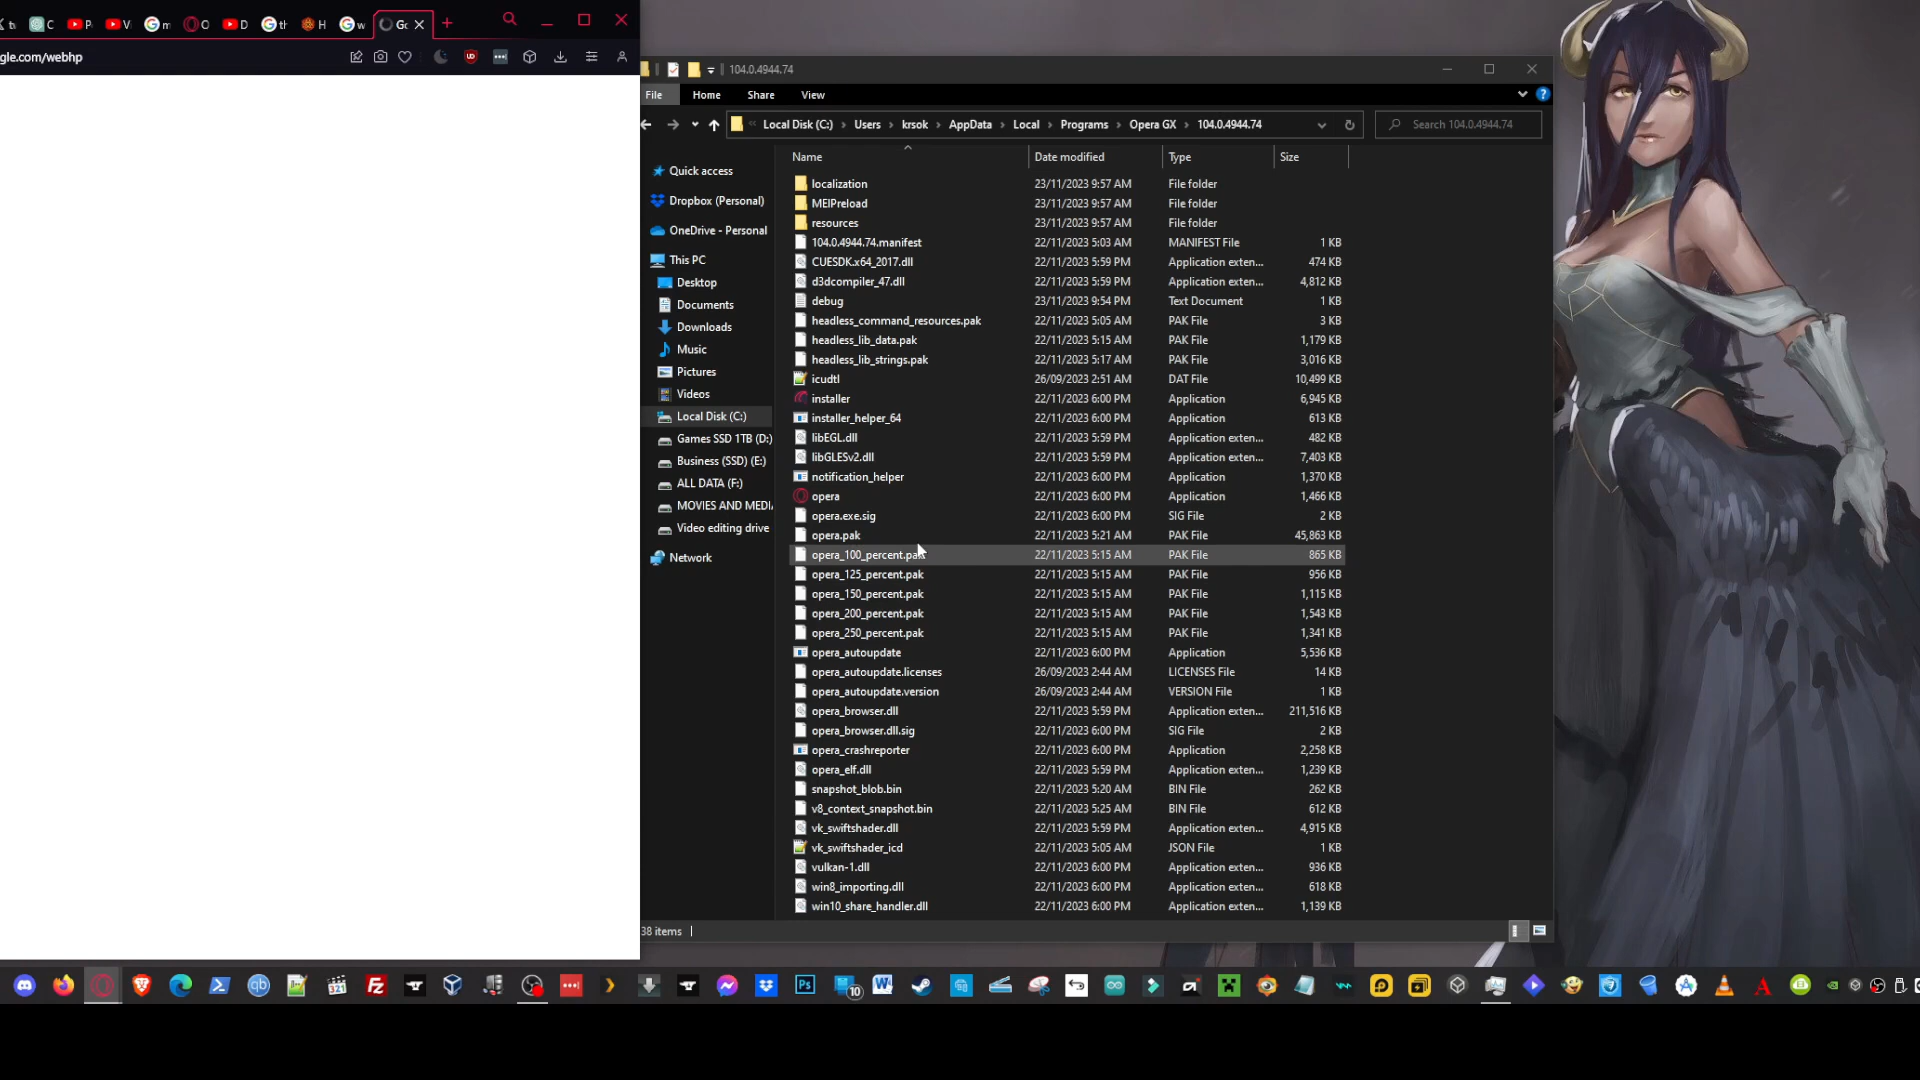 gle.com/webhp
104.0.4944.74
File Home Share View
Local Disk (C:) › Users › krsok › AppData › Local › Programs › Opera GX › 104.0.4944.74
Search 104.0.4944.74
Quick access
Dropbox (Personal)
OneDrive - Personal
This PC
Desktop
Documents
Downloads
Music
Pictures
Videos
Local Disk (C:)
Games SSD 1TB (D:)
Business (SSD) (E:)
ALL DATA (F:)
MOVIES AND MEDI
Video editing drive
Network
Name Date modified Type Size
localization 23/11/2023 9:57 AM File folder
MEIPreload 23/11/2023 9:57 AM File folder
resources 23/11/2023 9:57 AM File folder
104.0.4944.74.manifest 22/11/2023 5:03 AM MANIFEST File 1 KB
CUESDK.x64_2017.dll 22/11/2023 5:59 PM Application exten... 474 KB
d3dcompiler_47.dll 22/11/2023 5:59 PM Application exten... 4,812 KB
debug 23/11/2023 9:54 PM Text Document 1 KB
headless_command_resources.pak 22/11/2023 5:05 AM PAK File 3 KB
headless_lib_data.pak 22/11/2023 5:15 AM PAK File 1,179 KB
headless_lib_strings.pak 22/11/2023 5:17 AM PAK File 3,016 KB
icudtl 26/09/2023 2:51 AM DAT File 10,499 KB
installer 22/11/2023 6:00 PM Application 6,945 KB
installer_helper_64 22/11/2023 6:00 PM Application 613 KB
libEGL.dll 22/11/2023 5:59 PM Application exten... 482 KB
libGLESv2.dll 22/11/2023 5:59 PM Application exten... 7,403 KB
notification_helper 22/11/2023 6:00 PM Application 1,370 KB
opera 22/11/2023 6:00 PM Application 1,466 KB
opera.exe.sig 22/11/2023 6:00 PM SIG File 2 KB
opera.pak 22/11/2023 5:21 AM PAK File 45,863 KB
opera_100_percent.pak 22/11/2023 5:15 AM PAK File 865 KB
opera_125_percent.pak 22/11/2023 5:15 AM PAK File 956 KB
opera_150_percent.pak 22/11/2023 5:15 AM PAK File 1,115 KB
opera_200_percent.pak 22/11/2023 5:15 AM PAK File 1,543 KB
opera_250_percent.pak 22/11/2023 5:15 AM PAK File 1,341 KB
opera_autoupdate 22/11/2023 6:00 PM Application 5,536 KB
opera_autoupdate.licenses 26/09/2023 2:44 AM LICENSES File 14 KB
opera_autoupdate.version 26/09/2023 2:44 AM VERSION File 1 KB
opera_browser.dll 22/11/2023 5:59 PM Application exten... 211,516 KB
opera_browser.dll.sig 22/11/2023 6:00 PM SIG File 2 KB
opera_crashreporter 22/11/2023 6:00 PM Application 2,258 KB
opera_elf.dll 22/11/2023 5:59 PM Application exten... 1,239 KB
snapshot_blob.bin 22/11/2023 5:20 AM BIN File 262 KB
v8_context_snapshot.bin 22/11/2023 5:25 AM BIN File 612 KB
vk_swiftshader.dll 22/11/2023 5:59 PM Application exten... 4,915 KB
vk_swiftshader_icd 22/11/2023 5:05 AM JSON File 1 KB
vulkan-1.dll 22/11/2023 6:00 PM Application exten... 936 KB
win8_importing.dll 22/11/2023 6:00 PM Application exten... 618 KB
win10_share_handler.dll 22/11/2023 6:00 PM Application exten... 1,139 KB
38 items